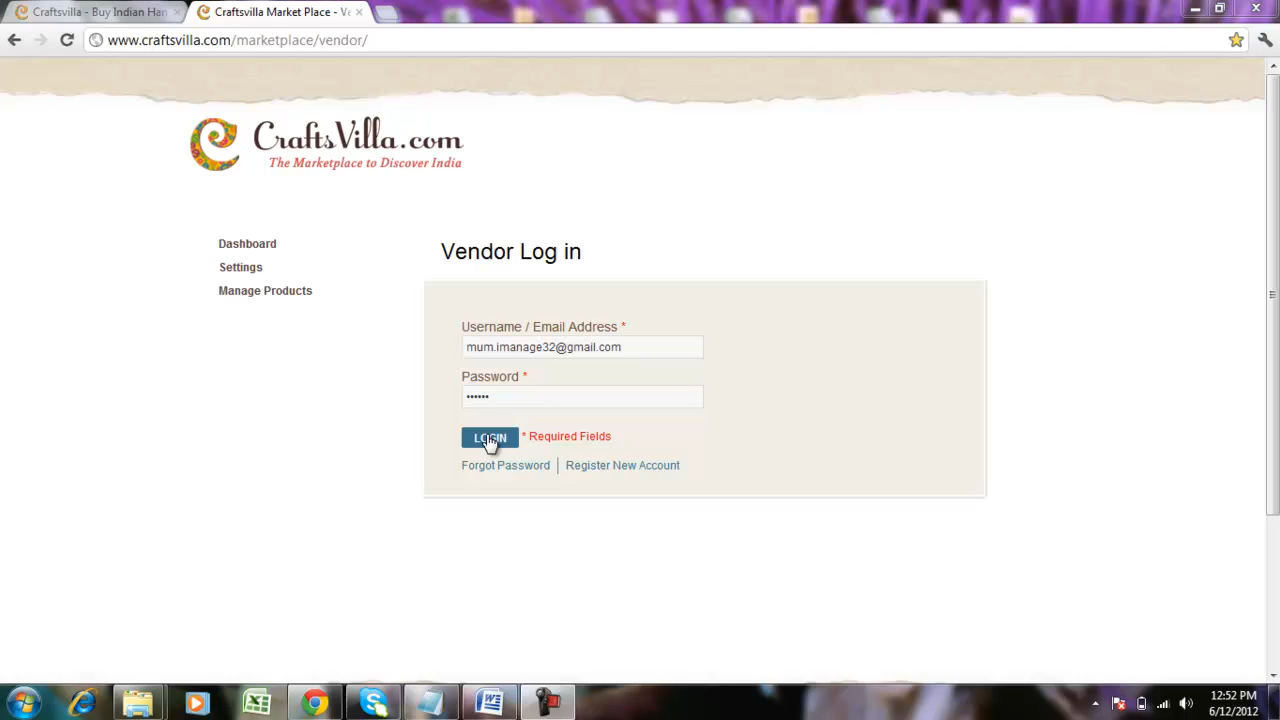 Craftsvilla - Buy Indian Han
Craftsvilla Market Place - Ve
www.craftsvilla.com/marketplace/vendor/
CraftsVilla.com
The Marketplace to Discover India
Dashboard
Settings
Manage Products
Vendor Log in
Username / Email Address *
mum.imanage32@gmail.com
Password *
••••••
LOGIN * Required Fields
Forgot Password | Register New Account
12:52 PM
6/12/2012